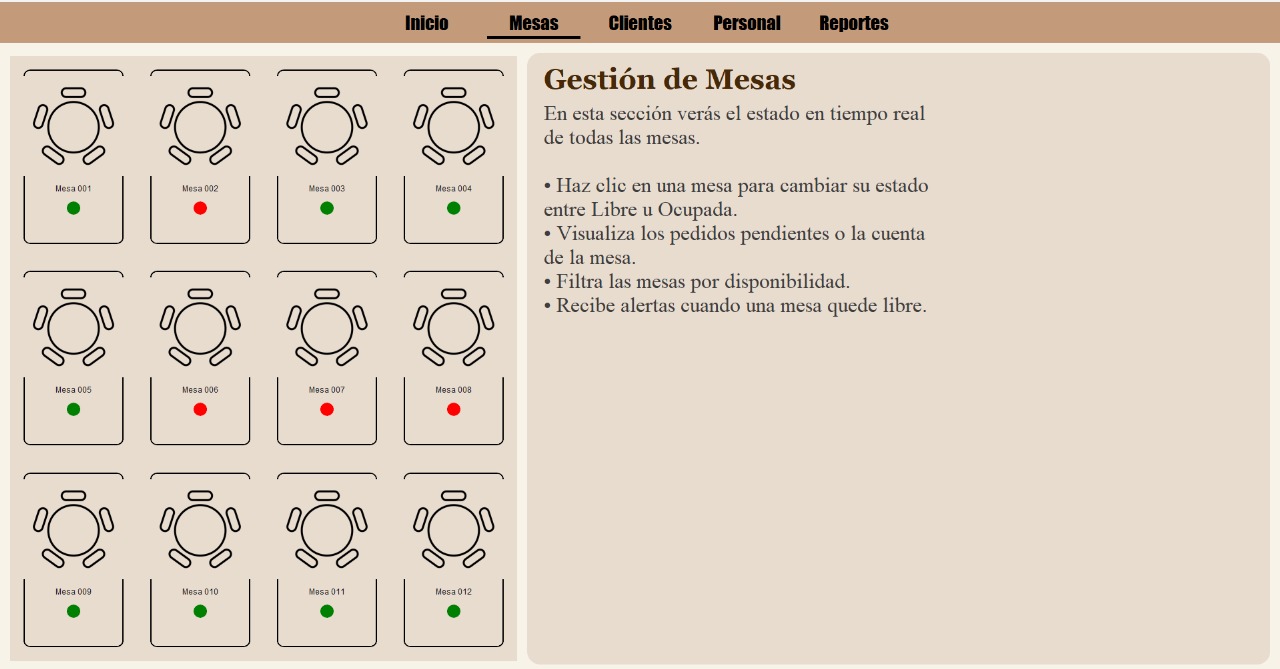 Inicio Mesas Clientes Personal Reportes
Mesa 001 Mesa 002 Mesa 003 Mesa 004
Mesa 005 Mesa 006 Mesa 007 Mesa 008
Mesa 009 Mesa 010 Mesa 011 Mesa 012
Gestión de Mesas
En esta sección verás el estado en tiempo real
de todas las mesas.
• Haz clic en una mesa para cambiar su estado
entre Libre u Ocupada.
• Visualiza los pedidos pendientes o la cuenta
de la mesa.
• Filtra las mesas por disponibilidad.
• Recibe alertas cuando una mesa quede libre.